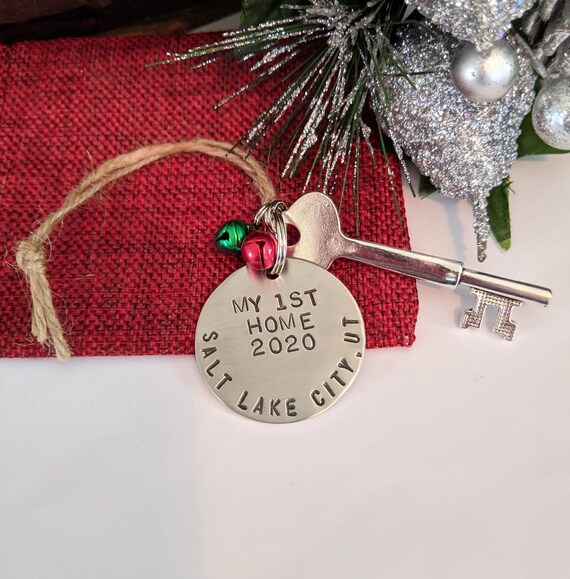 MY 1ST
HOME
2020
SALT LAKE CITY, UT